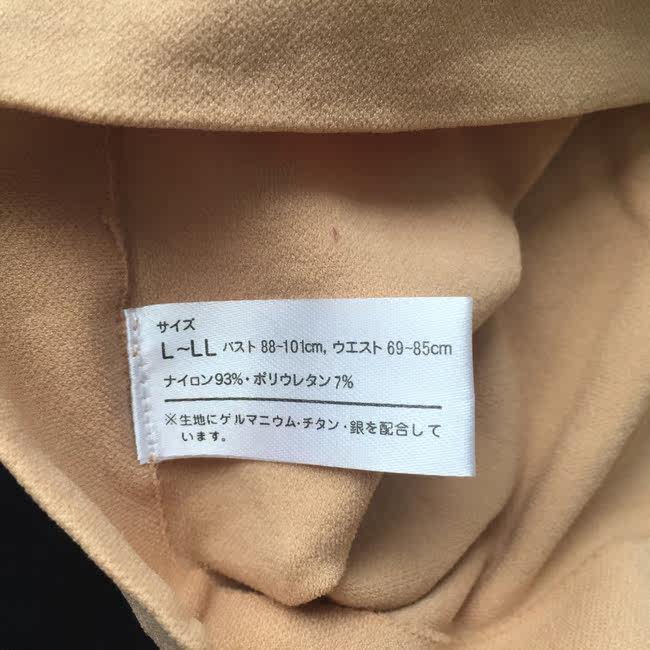 サイズ
L~LL バスト 88-101cm, ウエスト 69-85cm
ナイロン93%・ポリウレタン7%
※生地にゲルマニウム・チタン・銀を配合して
います。